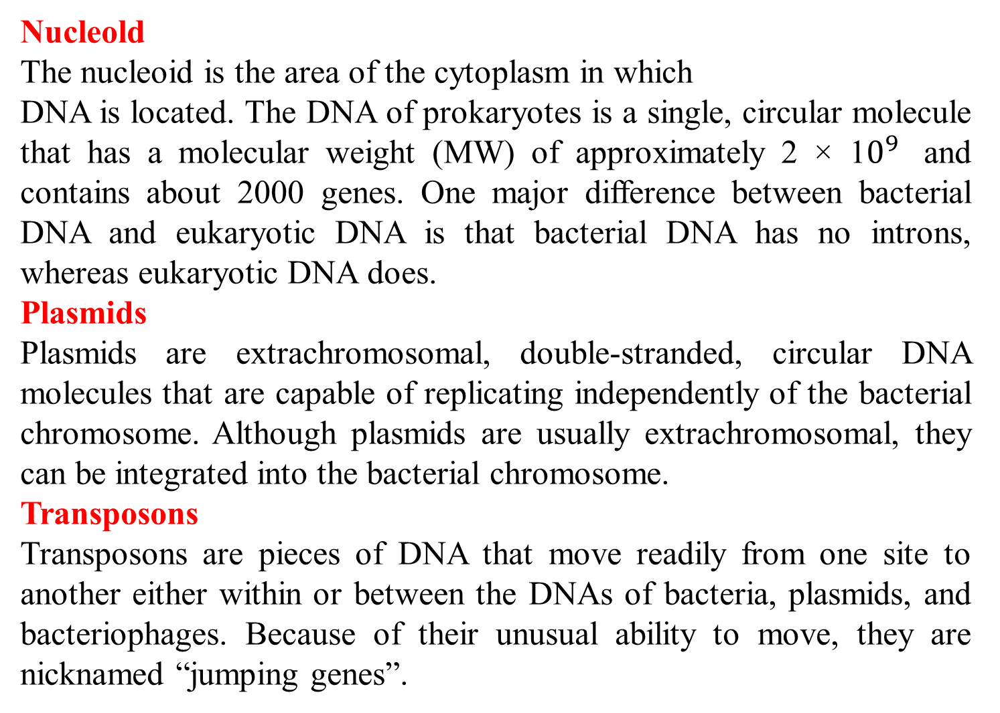 Nucleold
The nucleoid is the area of the cytoplasm in which
DNA is located. The DNA of prokaryotes is a single, circular molecule
that has a molecular weight (MW) of approximately 2 × 10⁹ and
contains about 2000 genes. One major difference between bacterial
DNA and eukaryotic DNA is that bacterial DNA has no introns,
whereas eukaryotic DNA does.
Plasmids
Plasmids are extrachromosomal, double-stranded, circular DNA
molecules that are capable of replicating independently of the bacterial
chromosome. Although plasmids are usually extrachromosomal, they
can be integrated into the bacterial chromosome.
Transposons
Transposons are pieces of DNA that move readily from one site to
another either within or between the DNAs of bacteria, plasmids, and
bacteriophages. Because of their unusual ability to move, they are
nicknamed “jumping genes”.